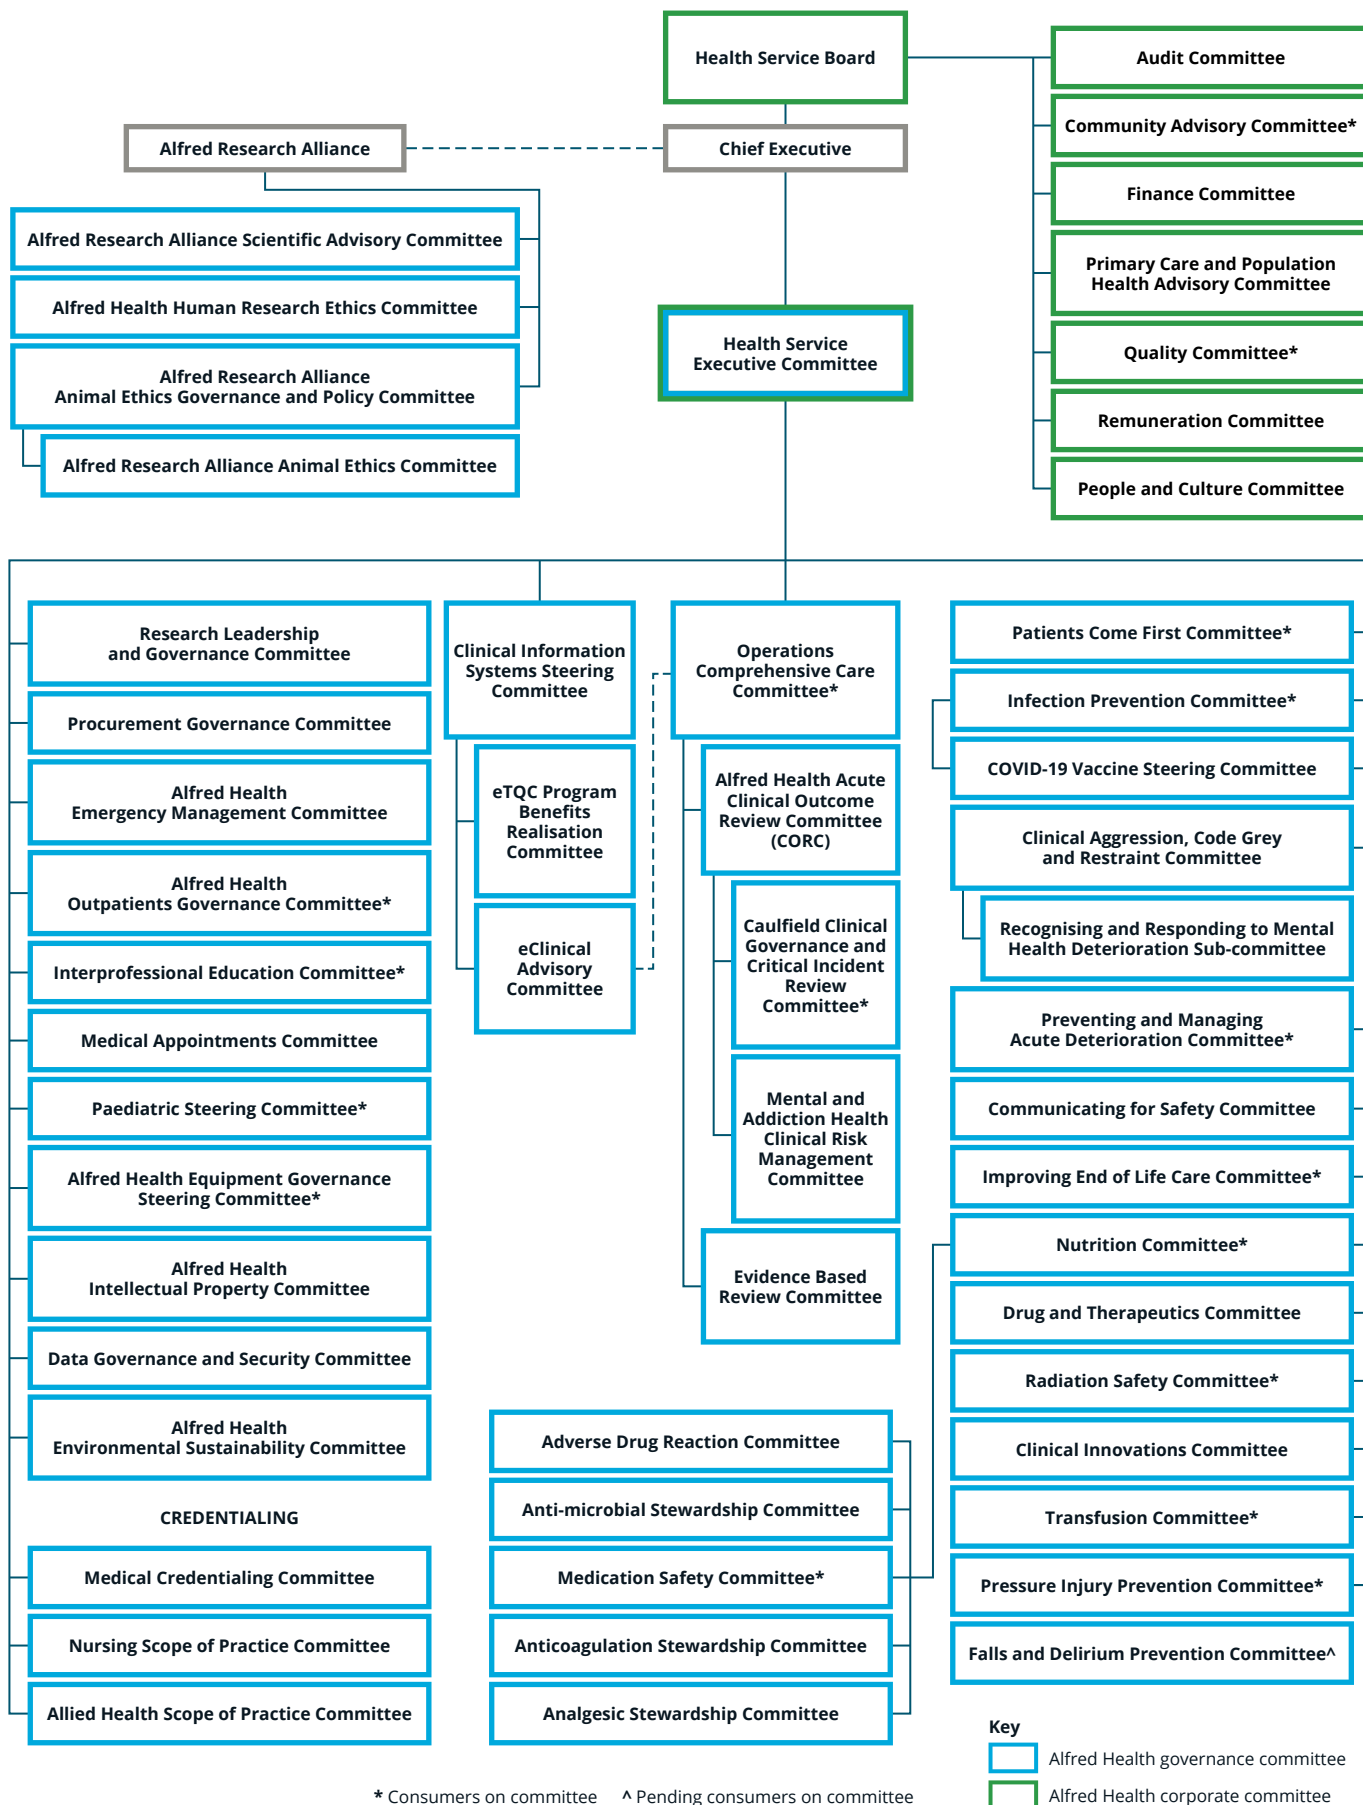 Health Service Board
Audit Committee
Community Advisory Committee*
Finance Committee
Primary Care and Population
Health Advisory Committee
Quality Committee*
Remuneration Committee
People and Culture Committee
Alfred Research Alliance
Chief Executive
Alfred Research Alliance Scientific Advisory Committee
Alfred Health Human Research Ethics Committee
Alfred Research Alliance
Animal Ethics Governance and Policy Committee
Alfred Research Alliance Animal Ethics Committee
Health Service
Executive Committee
Research Leadership
and Governance Committee
Procurement Governance Committee
Alfred Health
Emergency Management Committee
Alfred Health
Outpatients Governance Committee*
Interprofessional Education Committee*
Medical Appointments Committee
Paediatric Steering Committee*
Alfred Health Equipment Governance
Steering Committee*
Alfred Health
Intellectual Property Committee
Data Governance and Security Committee
Alfred Health
Environmental Sustainability Committee
CREDENTIALING
Medical Credentialing Committee
Nursing Scope of Practice Committee
Allied Health Scope of Practice Committee
Clinical Information
Systems Steering
Committee
eTQC Program
Benefits
Realisation
Committee
eClinical
Advisory
Committee
Operations
Comprehensive Care
Committee*
Alfred Health Acute
Clinical Outcome
Review Committee
(CORC)
Caulfield Clinical
Governance and
Critical Incident
Review
Committee*
Mental and
Addiction Health
Clinical Risk
Management
Committee
Evidence Based
Review Committee
Adverse Drug Reaction Committee
Anti-microbial Stewardship Committee
Medication Safety Committee*
Anticoagulation Stewardship Committee
Analgesic Stewardship Committee
Patients Come First Committee*
Infection Prevention Committee*
COVID-19 Vaccine Steering Committee
Clinical Aggression, Code Grey
and Restraint Committee
Recognising and Responding to Mental
Health Deterioration Sub-committee
Preventing and Managing
Acute Deterioration Committee*
Communicating for Safety Committee
Improving End of Life Care Committee*
Nutrition Committee*
Drug and Therapeutics Committee
Radiation Safety Committee*
Clinical Innovations Committee
Transfusion Committee*
Pressure Injury Prevention Committee*
Falls and Delirium Prevention Committee^
Key
Alfred Health governance committee
Alfred Health corporate committee
* Consumers on committee ^ Pending consumers on committee